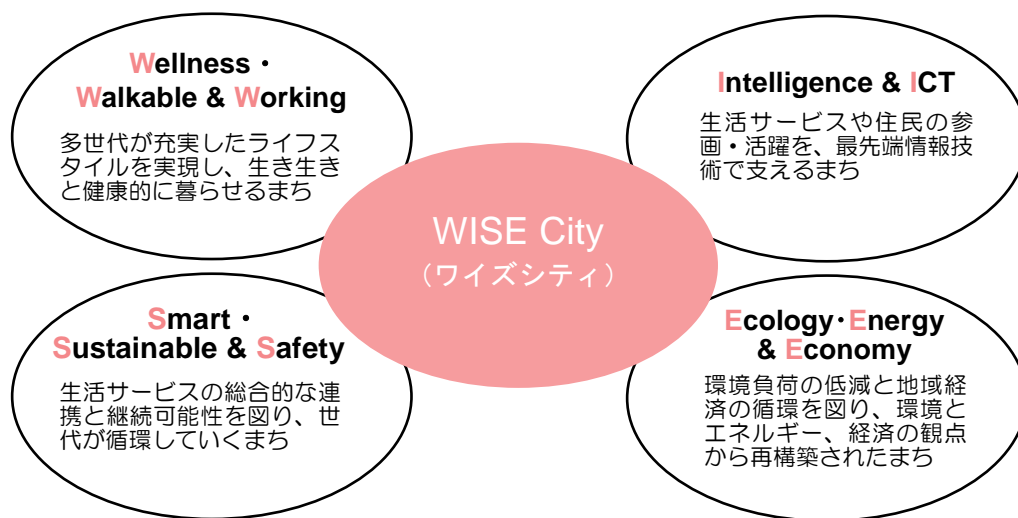 Wellness・
Walkable & Working
多世代が充実したライフス
タイルを実現し、生き生き
と健康的に暮らせるまち
Intelligence & ICT
生活サービスや住民の参
画・活躍を、最先端情報技
術で支えるまち
WISE City
（ワイズシティ）
Smart・
Sustainable & Safety
生活サービスの総合的な連
携と継続可能性を図り、世
代が循環していくまち
Ecology･Energy
& Economy
環境負荷の低減と地域経
済の循環を図り、環境と
エネルギー、経済の観点
から再構築されたまち